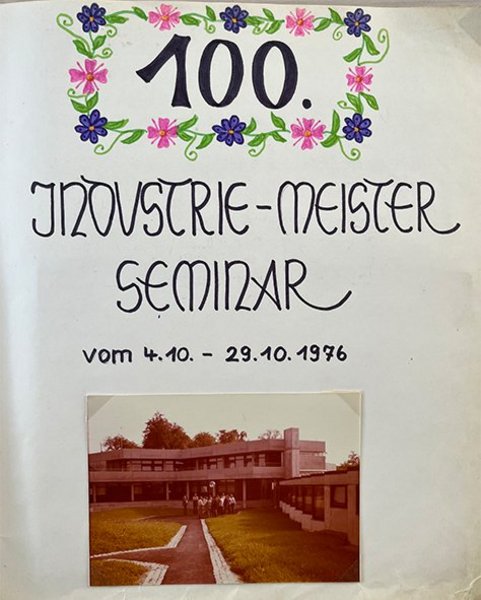 100.
INDUSTRIE-MEISTER
SEMINAR
vom 4.10. - 29.10.1976